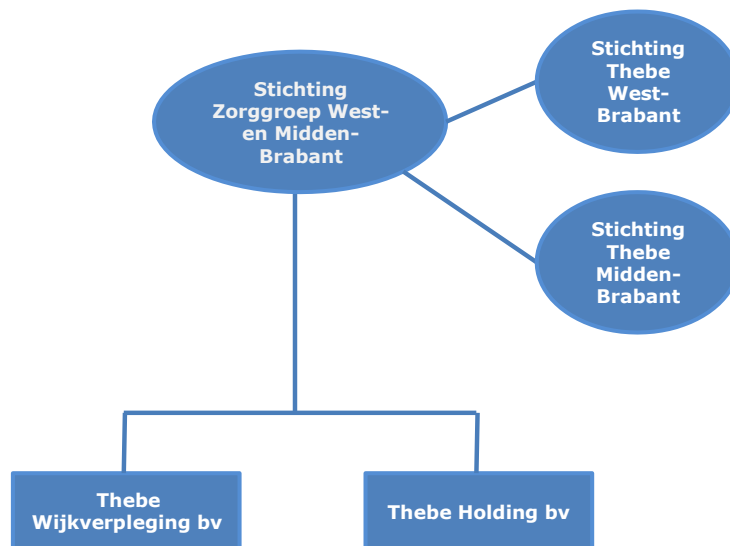 Stichting
Zorggroep West-
en Midden-
Brabant
Stichting
Thebe
West-
Brabant
Stichting
Thebe
Midden-
Brabant
Thebe
Wijkverpleging bv
Thebe Holding bv